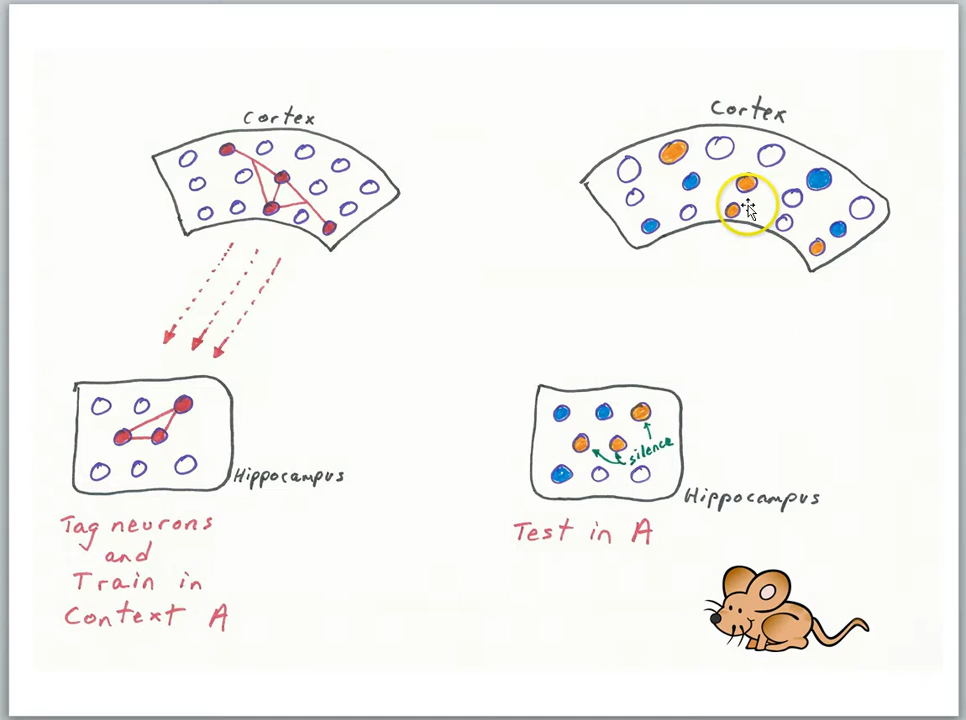 Cortex
Hippocampus
Tag neurons
and
Train in
Context A
Cortex
silence
Hippocampus
Test in A